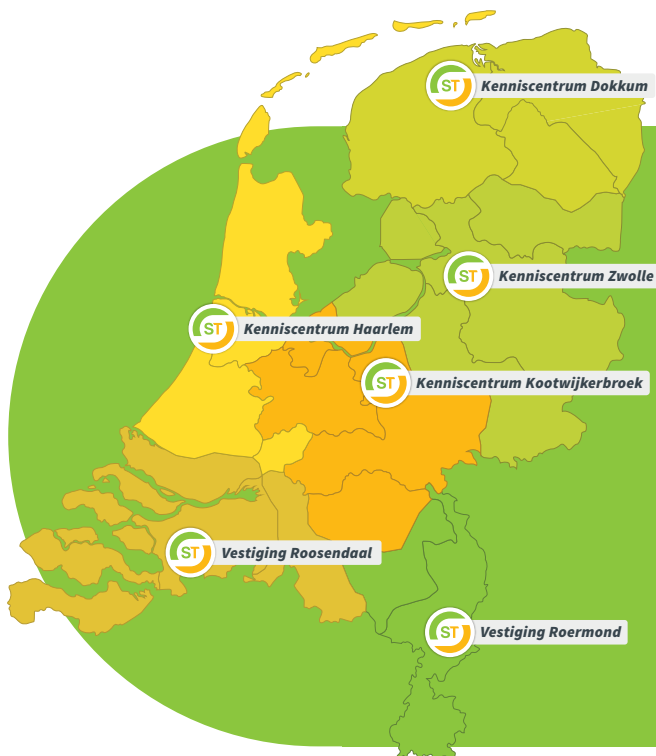 ST Kenniscentrum Dokkum
ST Kenniscentrum Zwolle
ST Kenniscentrum Haarlem
ST Kenniscentrum Kootwijkerbroek
ST Vestiging Roosendaal
ST Vestiging Roermond